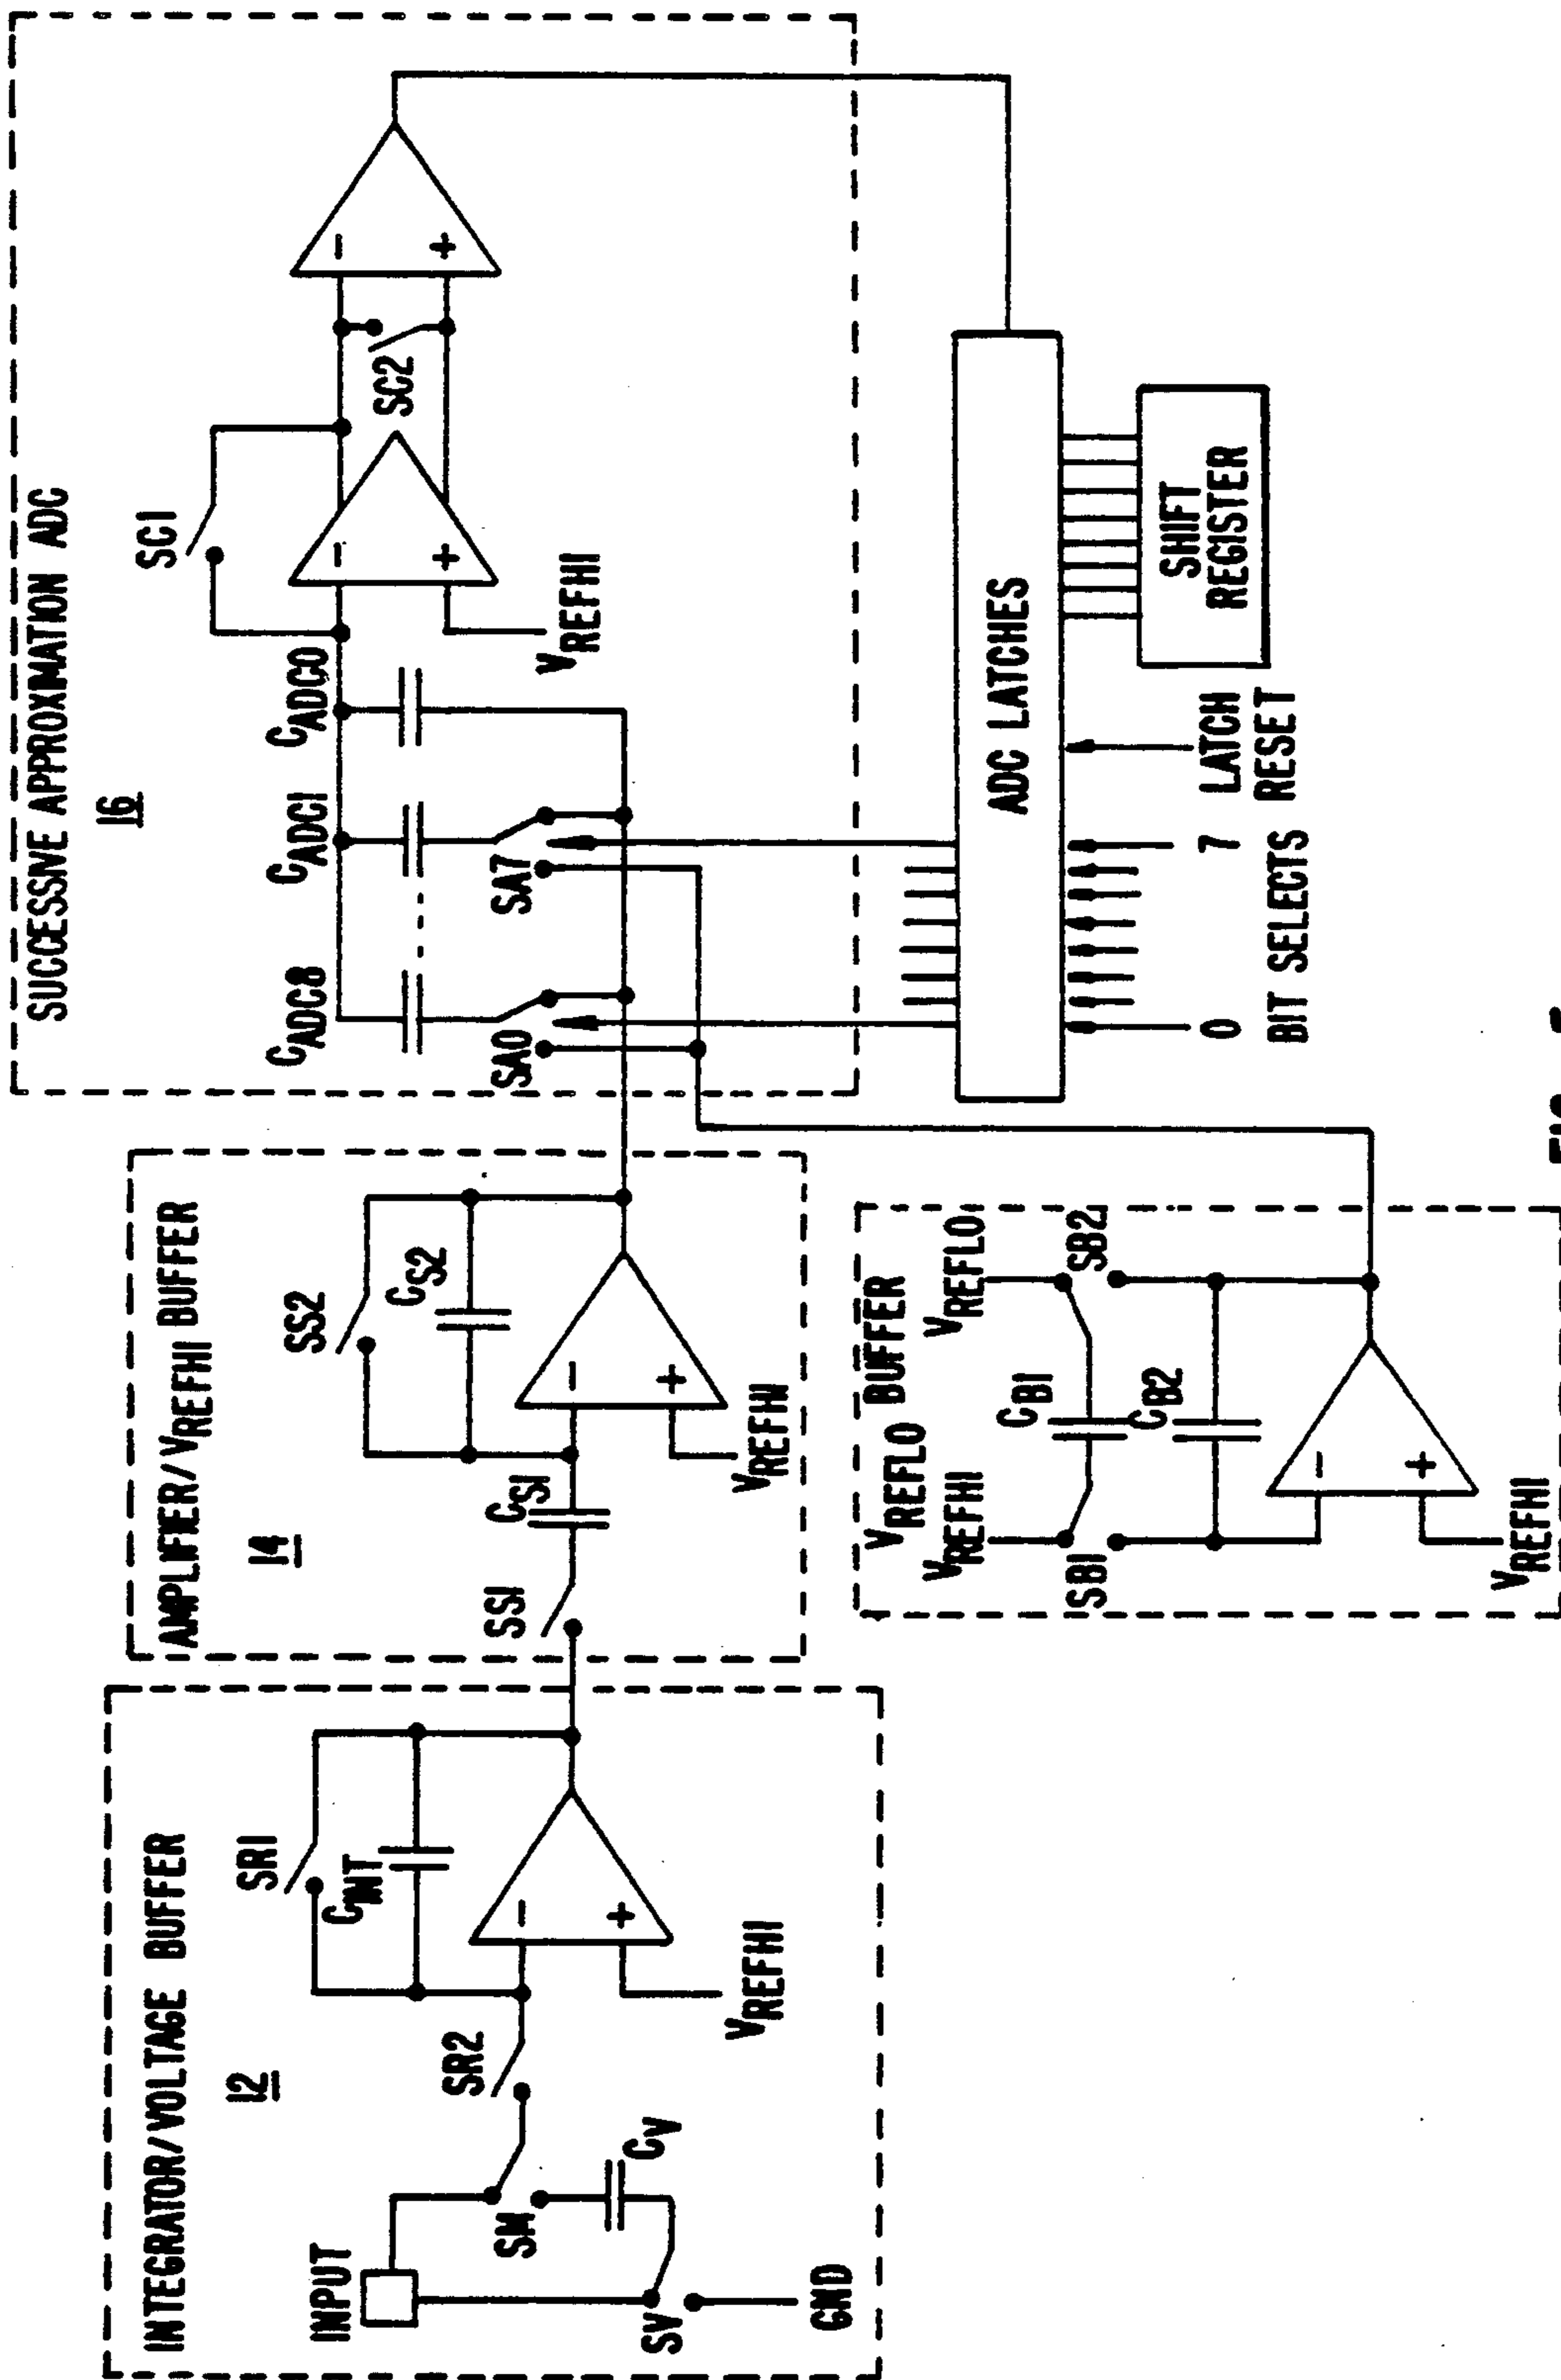 INTEGRATOR/VOLTAGE BUFFER
12
INPUT
SM
SV
GND
CV
SR2
SR1
CINT
-
+
VREFHI
AMPLIFIER/VREFHI BUFFER
14
SS1
CS1
SS2
CS2
-
+
VREFHI
VREFLO BUFFER
VREFHI
VREFLO
SB1
CB1
SB2
CB2
-
+
VREFHI
SUCCESSIVE APPROXIMATION ADC
16
CADC8
CADC1
CADC0
SA0
SA7
SC1
-
+
VREFHI
SC2
-
+
ADC LATCHES
0
7
BIT SELECTS
LATCH
RESET
SHIFT
REGISTER